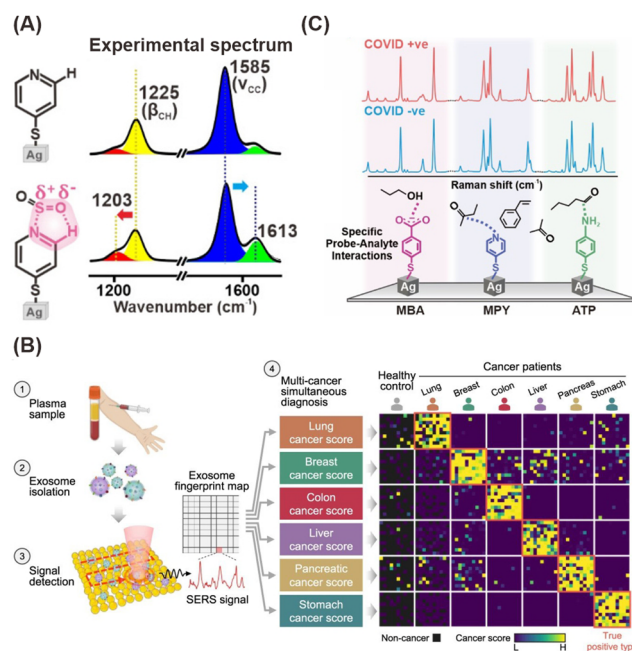 (A)
Experimental spectrum
N
H
S
Ag
1225
(βCH)
1585
(νCC)
δ+ δ-
O S O
N
H
S
Ag
1203
1613
1200
1600
Wavenumber (cm⁻¹)
(C)
COVID +ve
COVID -ve
Raman shift (cm⁻¹)
Specific
Probe-Analyte
Interactions
OH
O
O
O
N
S
S
NH₂
S
Ag
Ag
Ag
MBA
MPY
ATP
(B)
1
Plasma
sample
2
Exosome
isolation
3
Signal
detection
Exosome
fingerprint map
SERS signal
4
Multi-cancer
simultaneous
diagnosis
Lung
cancer score
Breast
cancer score
Colon
cancer score
Liver
cancer score
Pancreatic
cancer score
Stomach
cancer score
Healthy
control
Cancer patients
Lung
Breast
Colon
Liver
Pancreas
Stomach
Non-cancer
Cancer score
L
H
True
positive typ